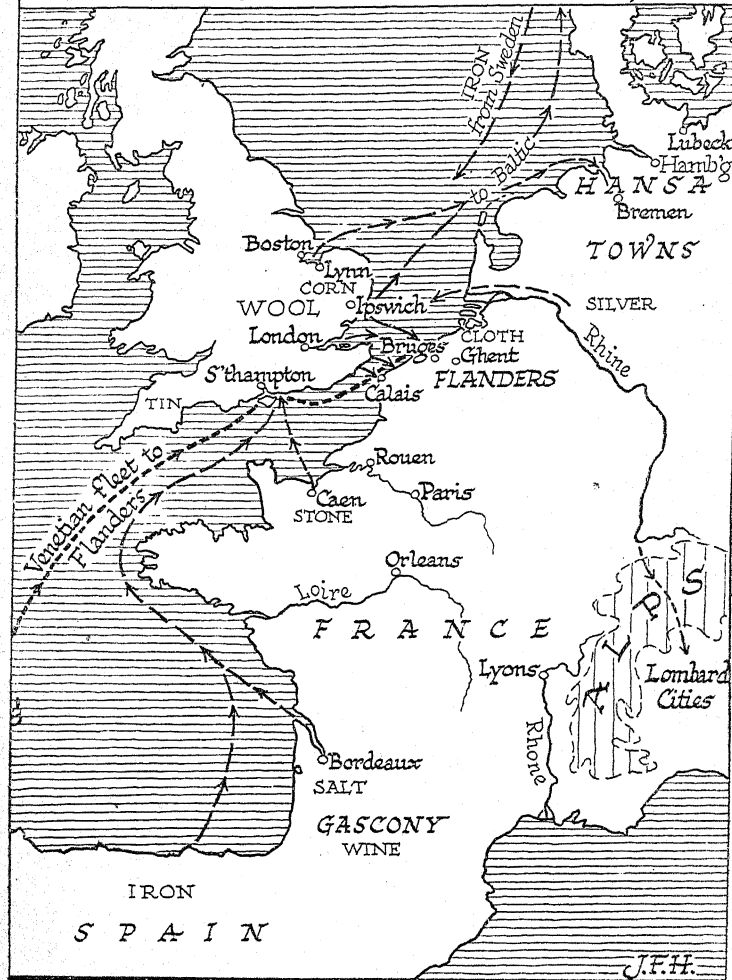 IRON
from Sweden
to Baltic
Lübeck
Hamb'g
HANSA
Bremen
TOWNS
Boston
Lynn
CORN
WOOL
Ipswich
SILVER
London
CLOTH
Bruges
Ghent
Rhine
S'thampton
FLANDERS
Calais
TIN
Venetian fleet to
Flanders
Rouen
Caen
STONE
Paris
Orleans
Loire
FRANCE
ALPS
Lyons
Lombard
Cities
Rhone
Bordeaux
SALT
GASCONY
WINE
IRON
SPAIN
J.F.H.